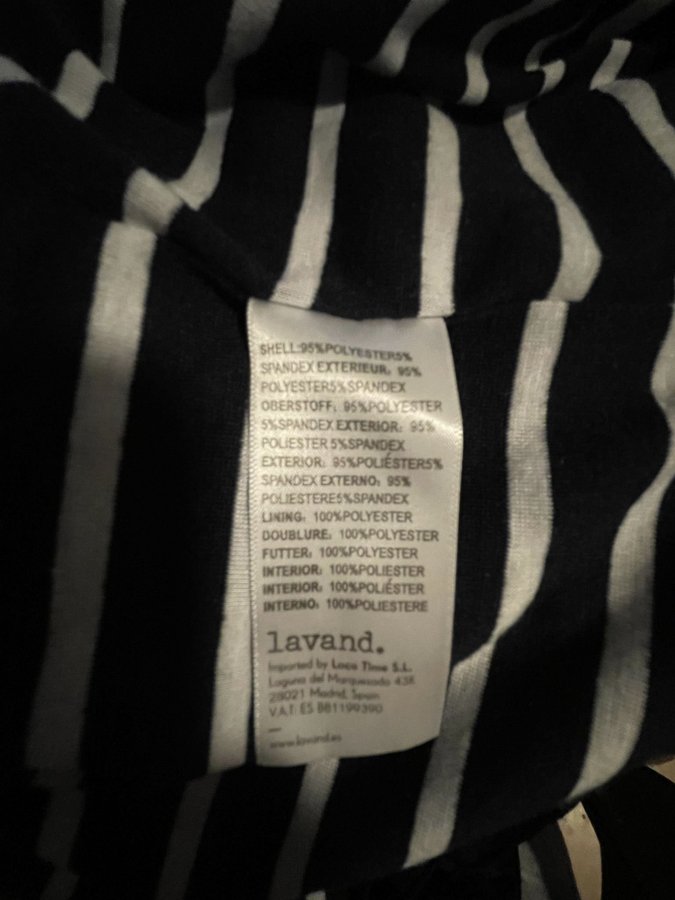 SHELL:95%POLYESTER5%
SPANDEX EXTERIEUR: 95%
POLYESTER5%SPANDEX
OBERSTOFF: 95%POLYESTER
5%SPANDEX EXTERIOR: 95%
POLIESTER 5%SPANDEX
EXTERIOR: 95%POLIÉSTER5%
SPANDEX EXTERNO: 95%
POLIESTERE5%SPANDEX
LINING: 100%POLYESTER
DOUBLURE: 100%POLYESTER
FUTTER: 100%POLYESTER
INTERIOR: 100%POLIESTER
INTERIOR: 100%POLIÉSTER
INTERNO: 100%POLIESTERE
lavand.
Imported by Loco Time S.L.
Laguna del Marquesado 43B
28021 Madrid, Spain
V.A.T: ES B81199390
—
www.lavand.es